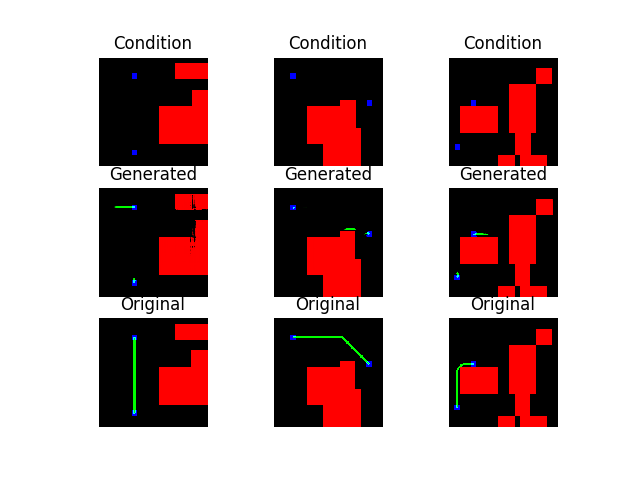 Condition Condition Condition
Generated Generated Generated
Original Original Original